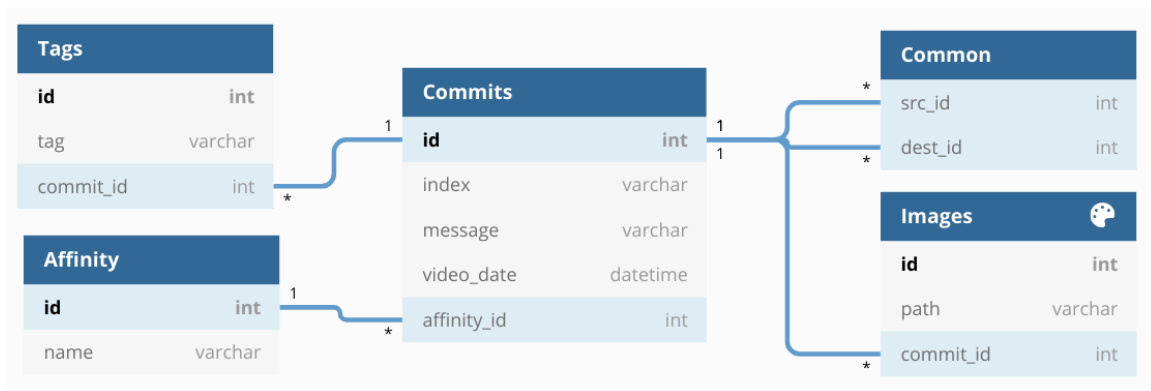 Tags
id int
tag varchar
commit_id int
*
Affinity
id int
name varchar
1
*
1
Commits
id int
index varchar
message varchar
video_date datetime
affinity_id int
1
1
*
*
*
Common
src_id int
dest_id int
Images
id int
path varchar
commit_id int